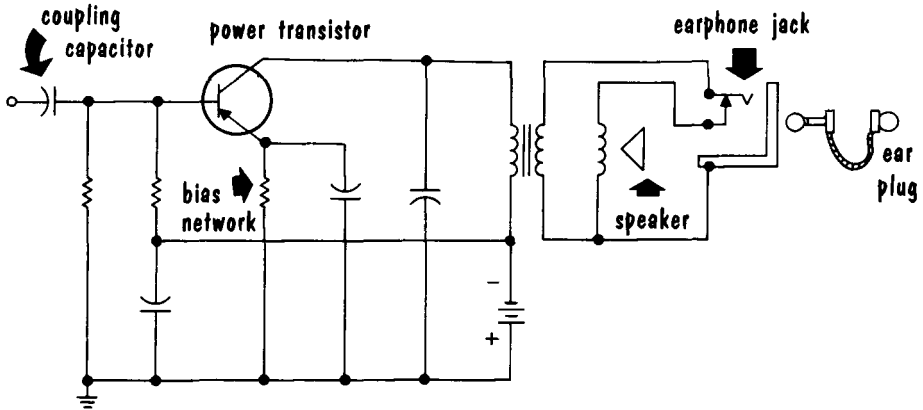 coupling
capacitor
power transistor
earphone jack
bias
network
speaker
ear
plug
−
+